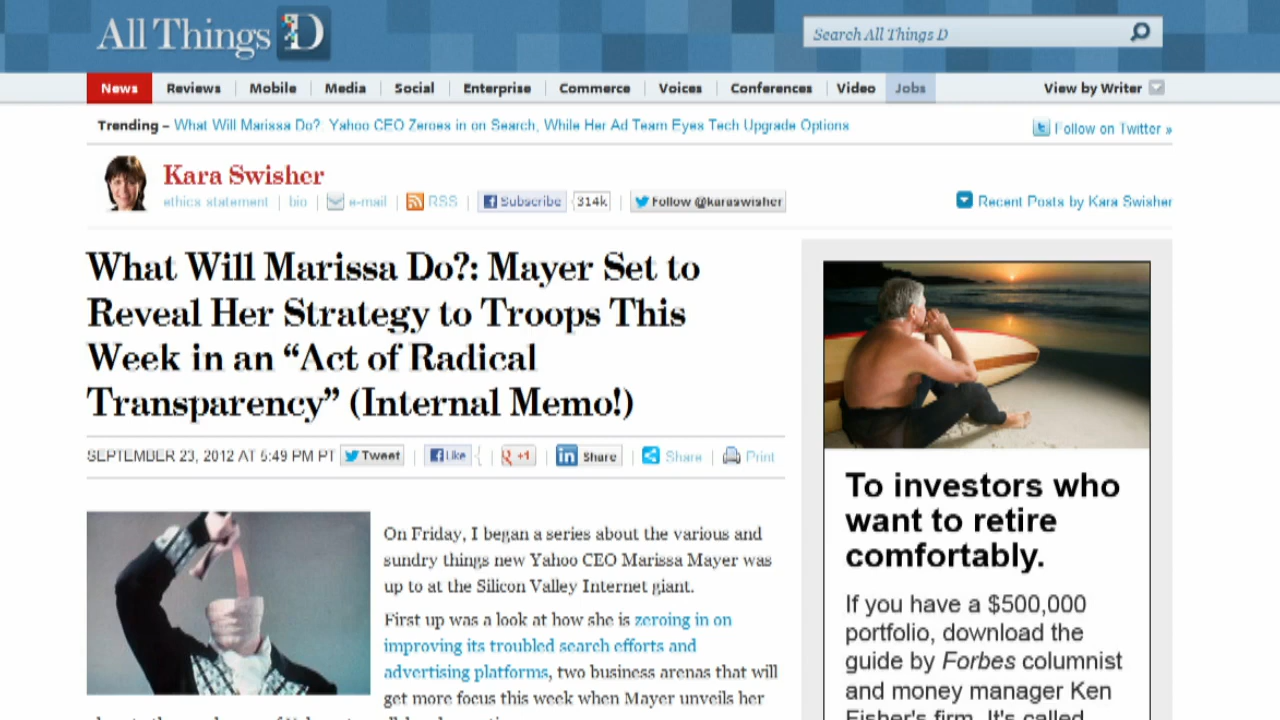 All Things D
Search All Things D
News Reviews Mobile Media Social Enterprise Commerce Voices Conferences Video Jobs View by Writer
Trending – What Will Marissa Do?: Yahoo CEO Zeroes in on Search, While Her Ad Team Eyes Tech Upgrade Options
Follow on Twitter »
Kara Swisher
ethics statement | bio | e-mail | RSS | Subscribe 314k | Follow @karaswisher
Recent Posts by Kara Swisher
What Will Marissa Do?: Mayer Set to
Reveal Her Strategy to Troops This
Week in an “Act of Radical
Transparency” (Internal Memo!)
SEPTEMBER 23, 2012 AT 5:49 PM PT Tweet | Like | +1 | in Share | Share | Print
On Friday, I began a series about the various and
sundry things new Yahoo CEO Marissa Mayer was
up to at the Silicon Valley Internet giant.
First up was a look at how she is zeroing in on
improving its troubled search efforts and
advertising platforms, two business arenas that will
get more focus this week when Mayer unveils her
To investors who
want to retire
comfortably.
If you have a $500,000
portfolio, download the
guide by Forbes columnist
and money manager Ken
Fisher's firm. It's called